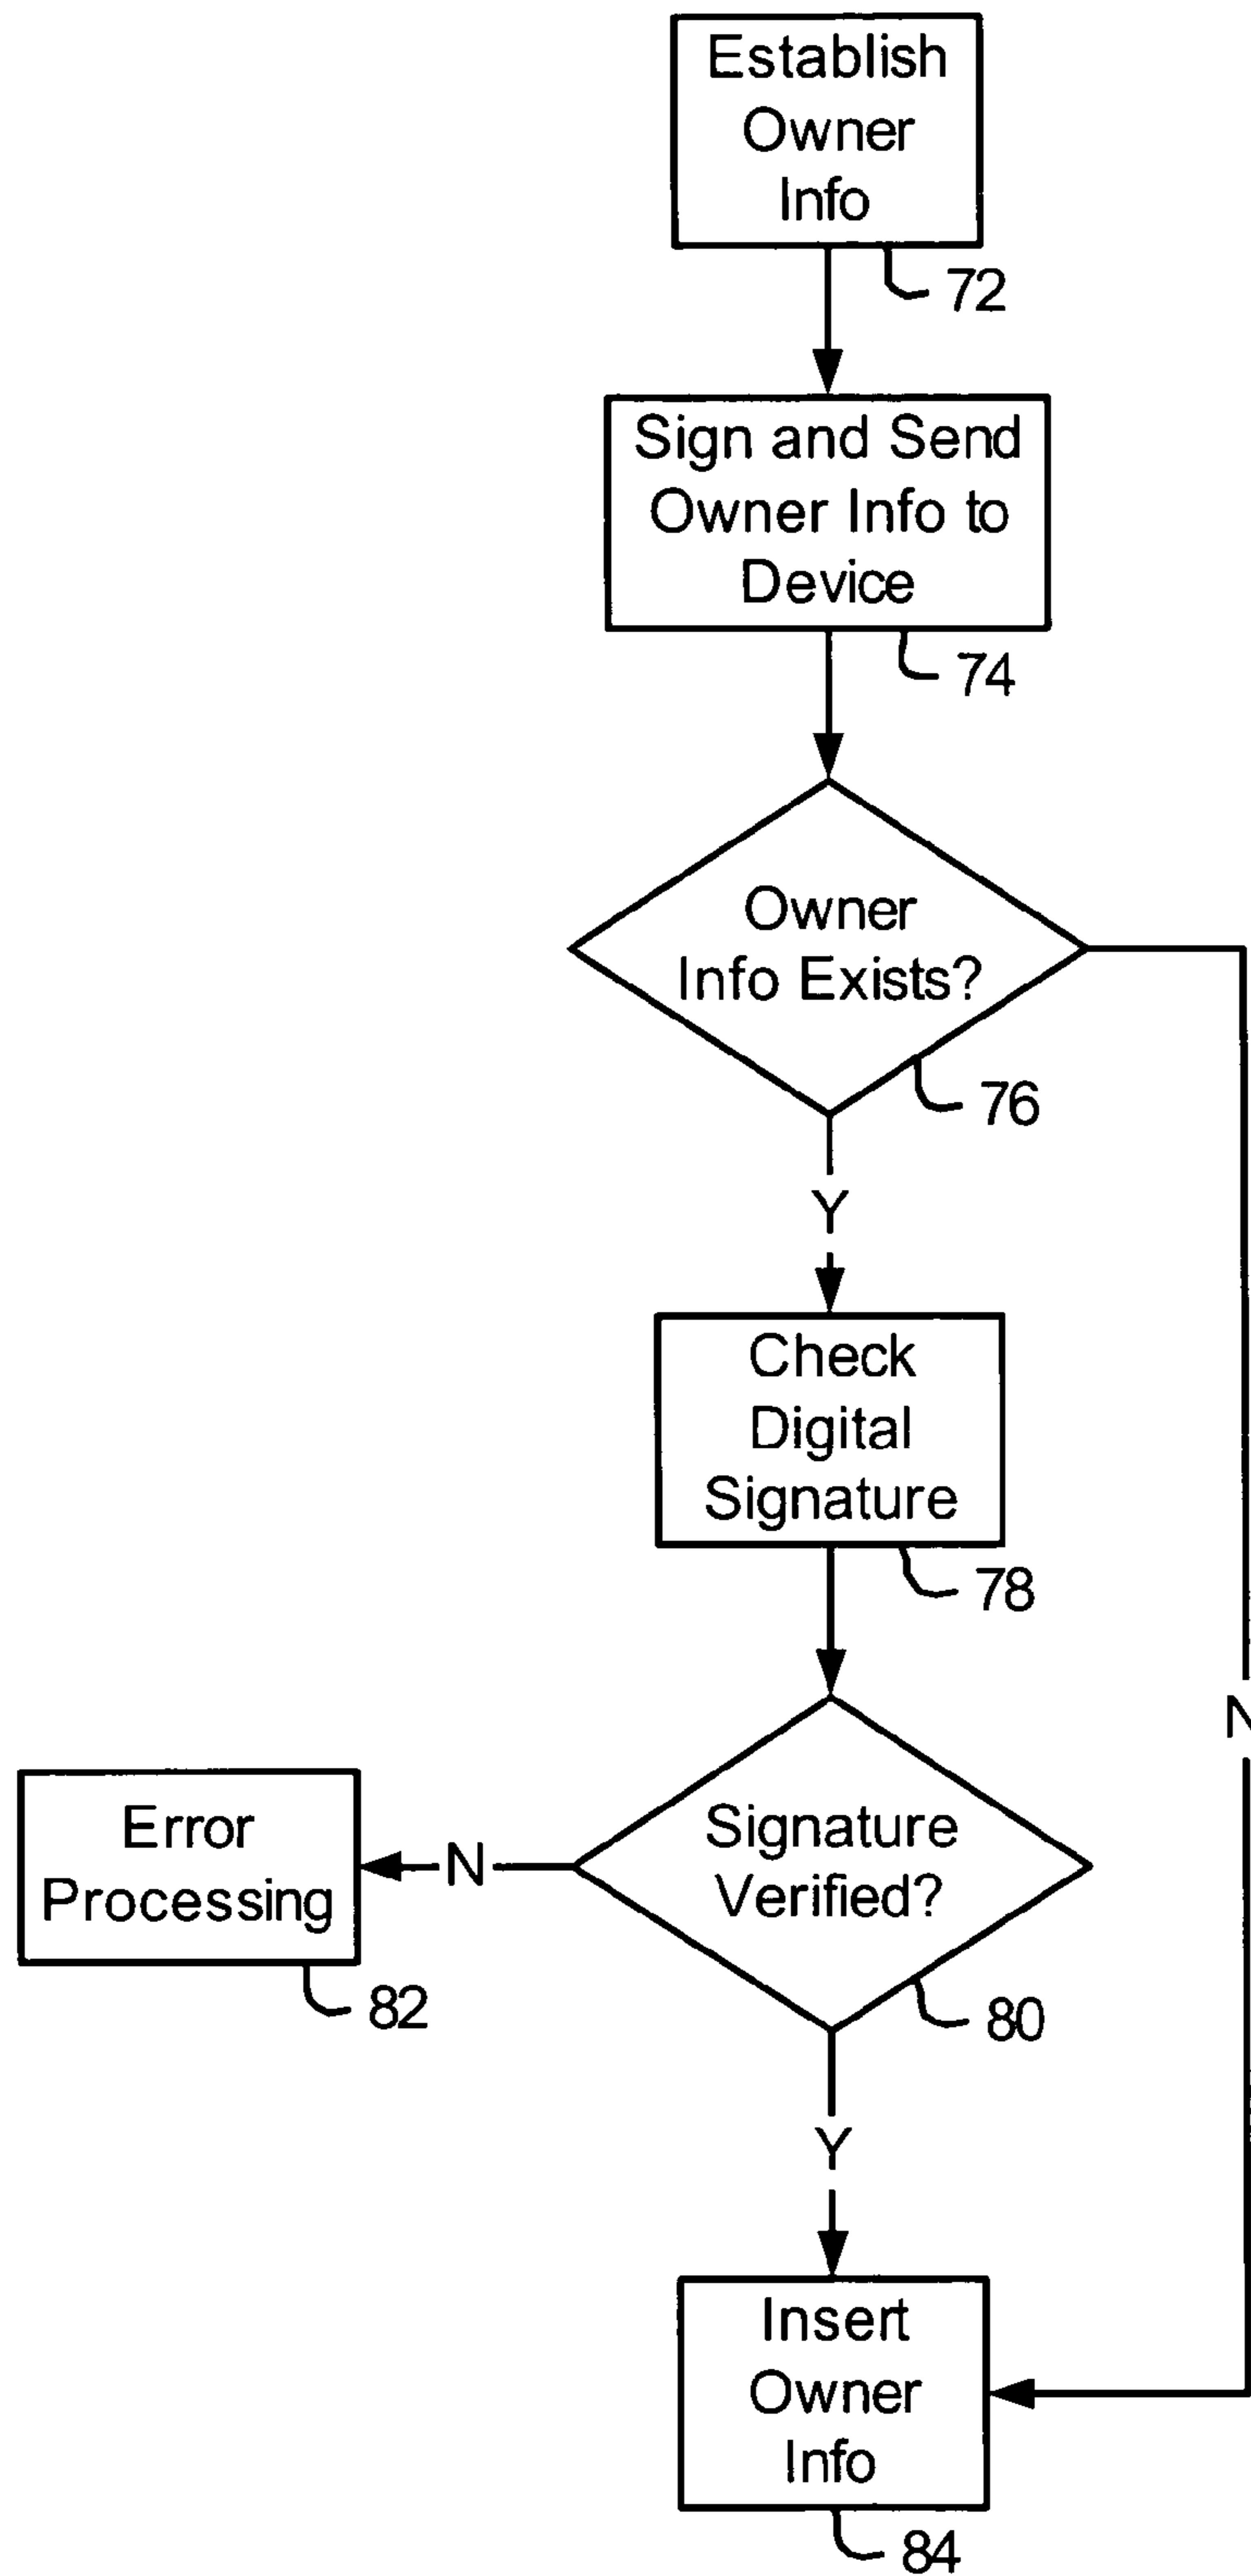 Establish
Owner
Info
72
Sign and Send
Owner Info to
Device
74
Owner
Info Exists?
76
Y
Check
Digital
Signature
78
N
Signature
Verified?
Error
Processing
N
80
82
Y
Insert
Owner
Info
84